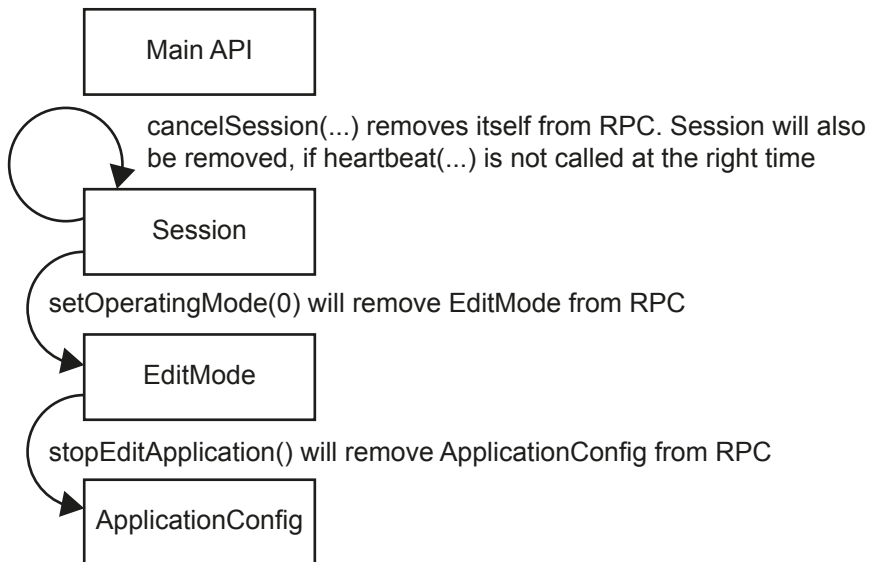 Main API
cancelSession(...) removes itself from RPC. Session will also
be removed, if heartbeat(...) is not called at the right time
Session
setOperatingMode(0) will remove EditMode from RPC
EditMode
stopEditApplication() will remove ApplicationConfig from RPC
ApplicationConfig